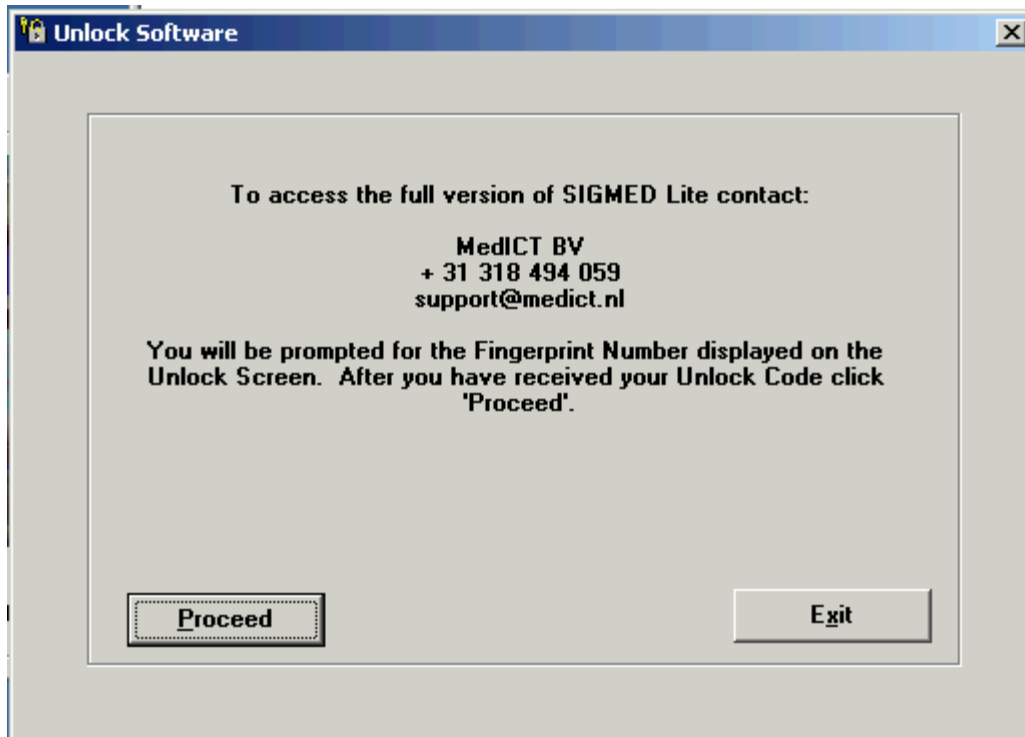 Unlock Software
To access the full version of SIGMED Lite contact:
MedICT BV
+ 31 318 494 059
support@medict.nl
You will be prompted for the Fingerprint Number displayed on the
Unlock Screen.  After you have received your Unlock Code click
'Proceed'.
Proceed
Exit